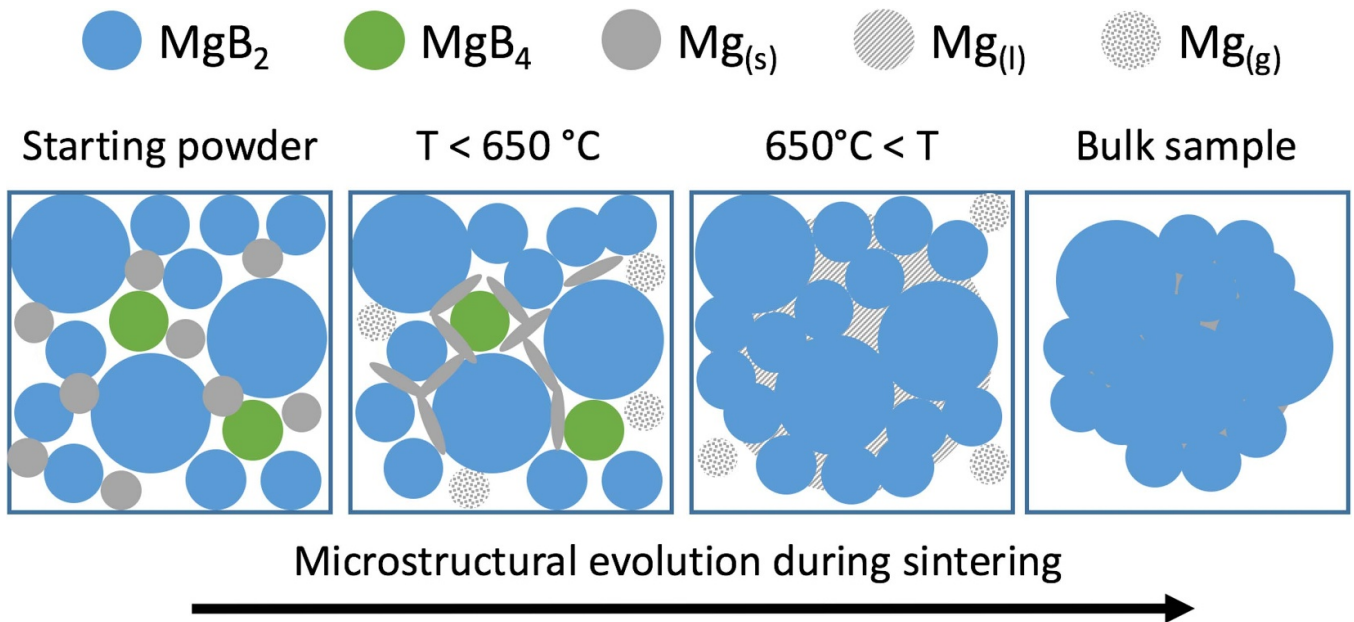 MgB₂ MgB₄ Mg₍s₎ Mg₍l₎ Mg₍g₎
Starting powder T < 650 °C 650°C < T Bulk sample
Microstructural evolution during sintering